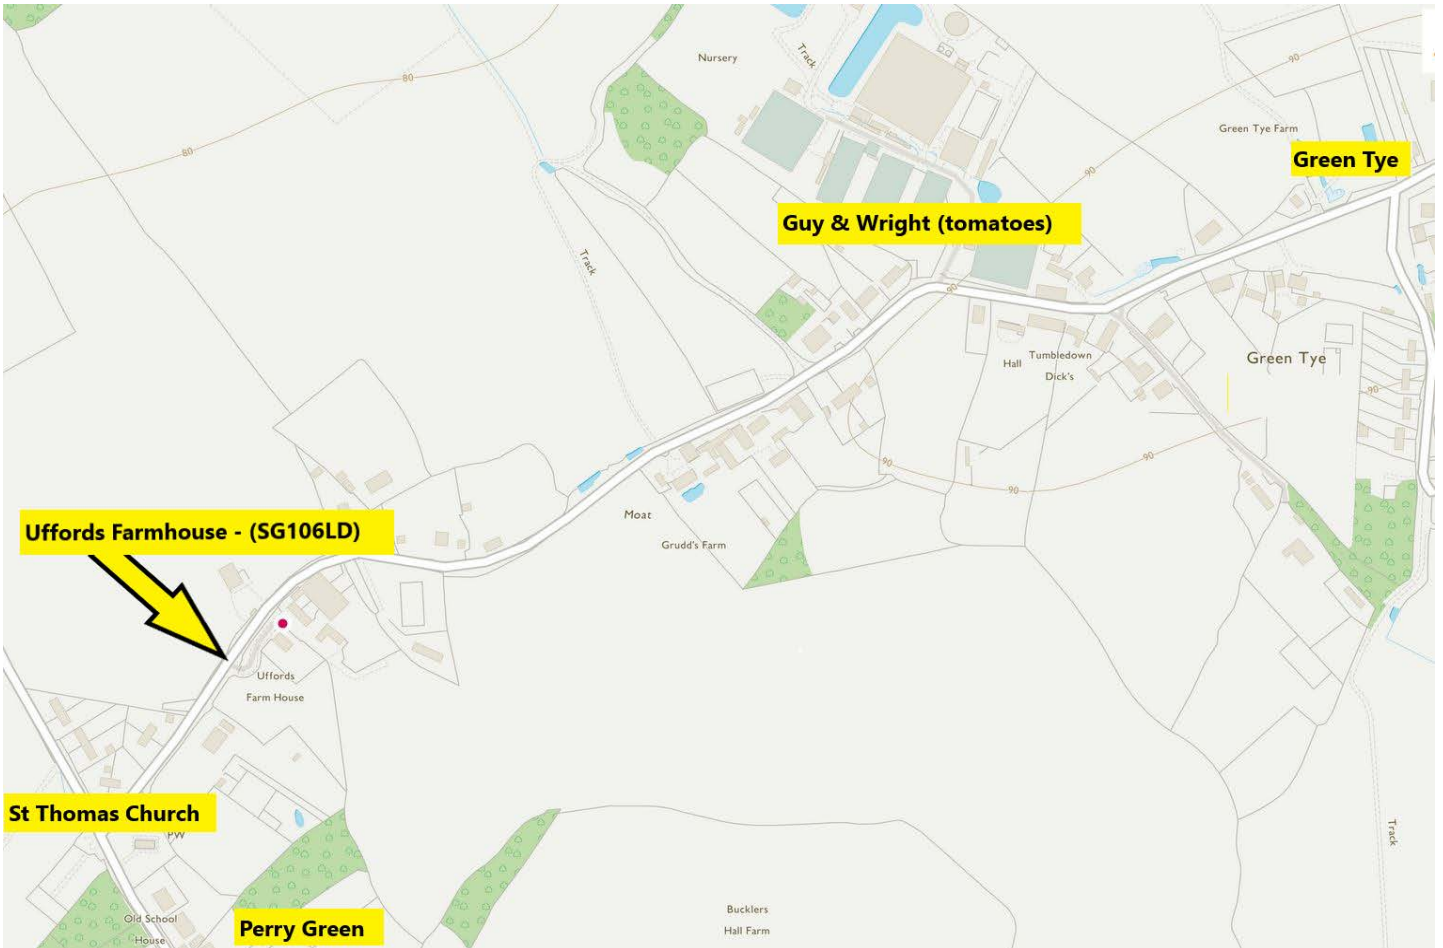 Nursery
Track
80
90
Green Tye Farm
Green Tye
80
90
Guy & Wright (tomatoes)
Track
90
Hall
Tumbledown
Dick's
Green Tye
90
90
90
90
Moat
Grudd's Farm
Uffords Farmhouse - (SG106LD)
Uffords
Farm House
St Thomas Church
PW
Track
Old School
House
Perry Green
Bucklers
Hall Farm